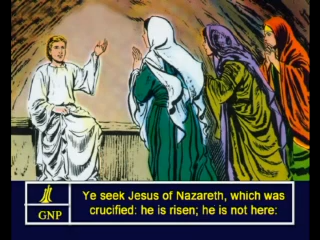 Ye seek Jesus of Nazareth, which was
crucified: he is risen; he is not here:
GNP